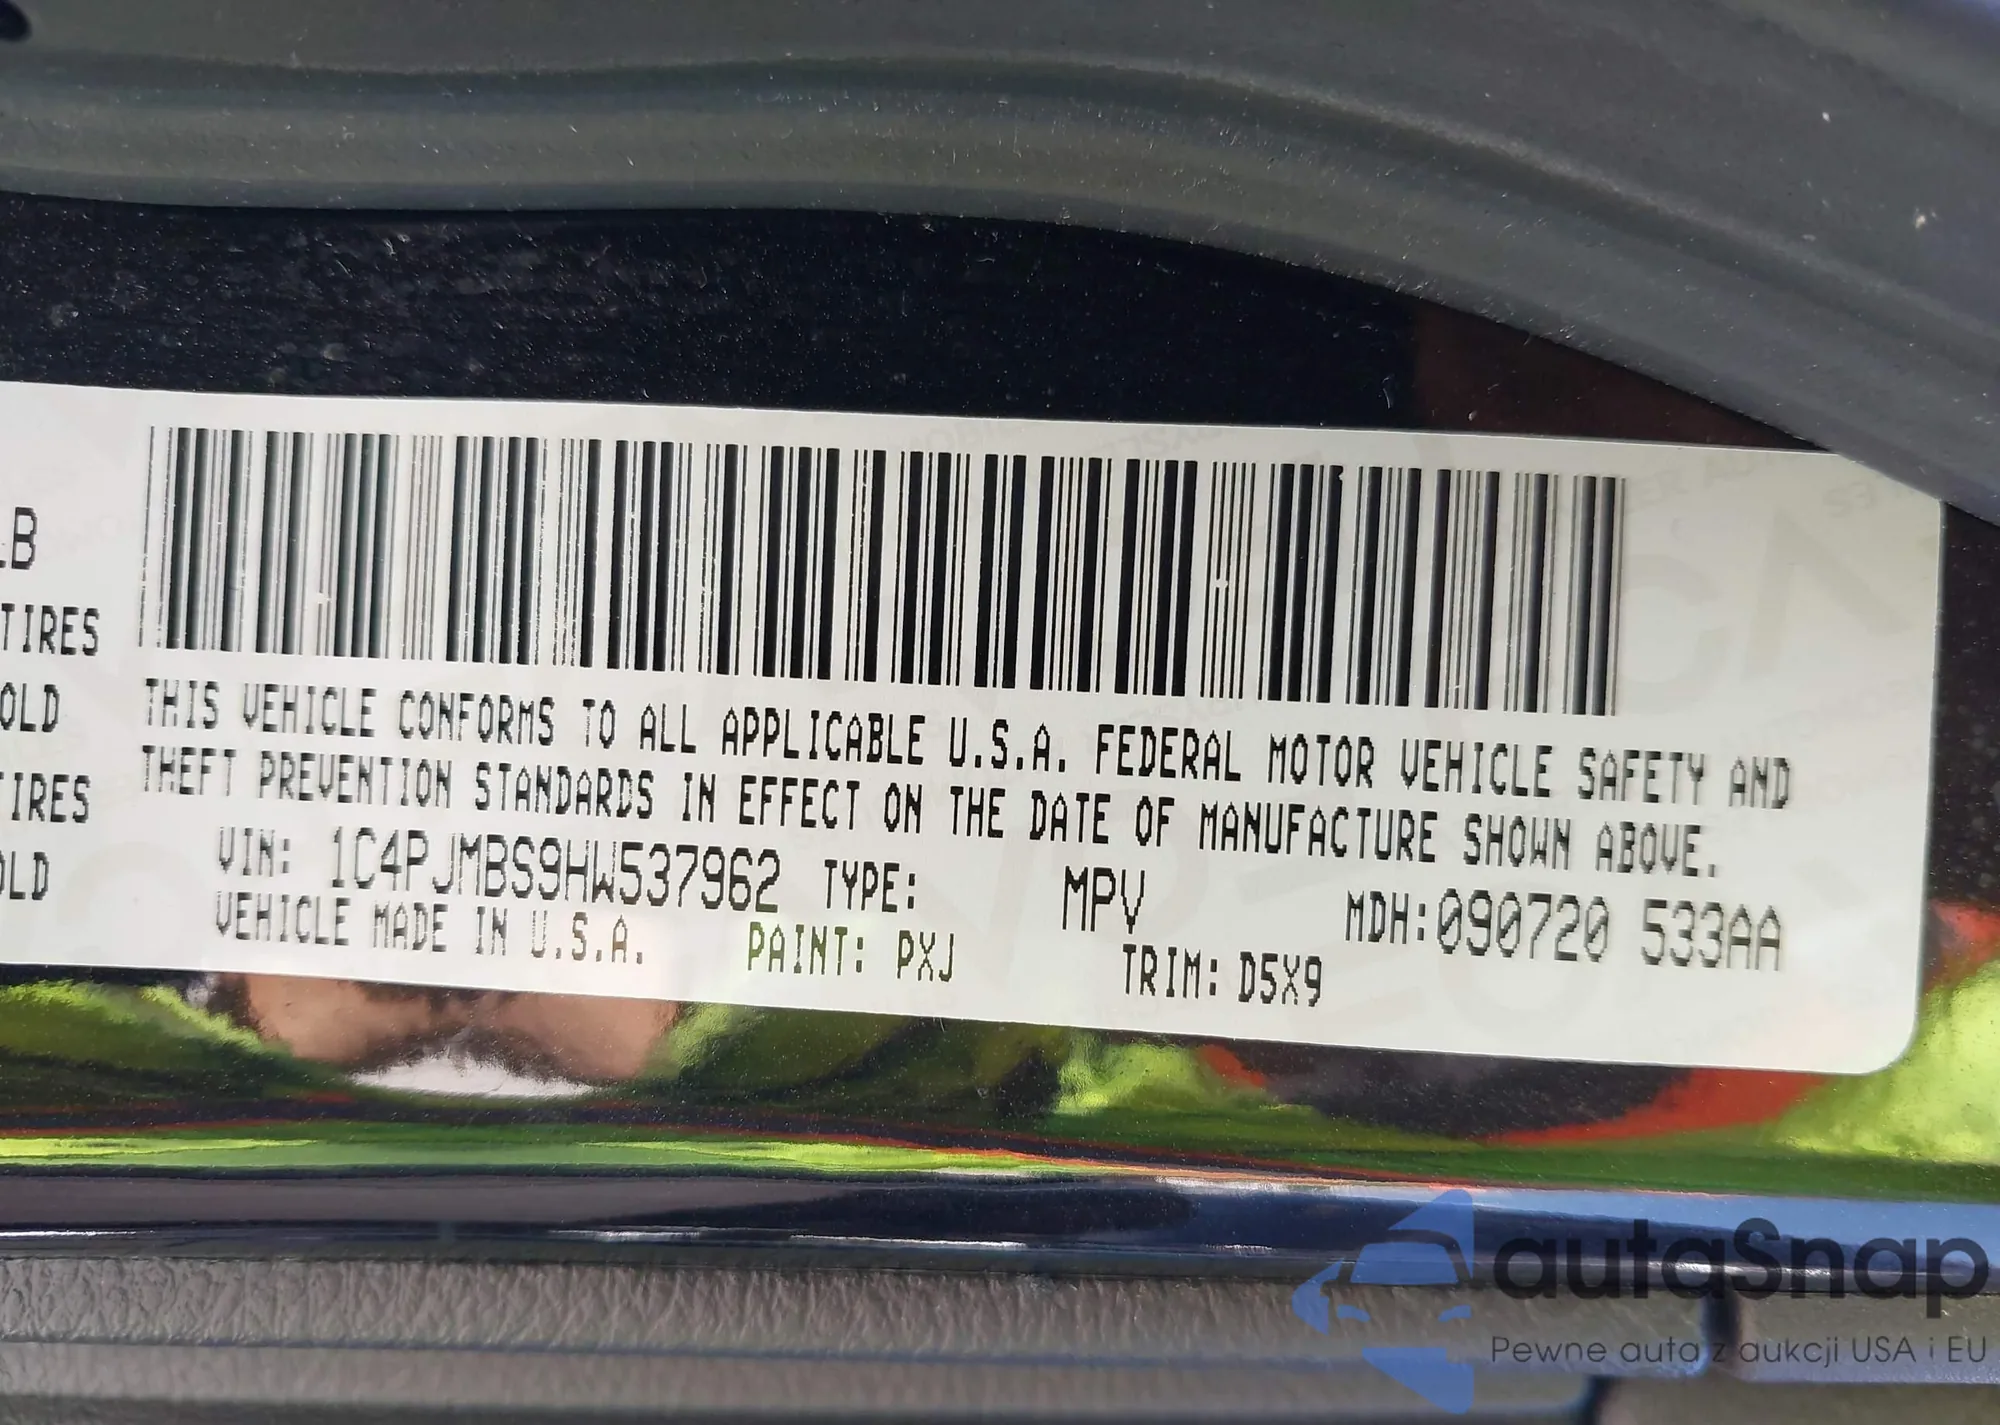 LB
TIRES
OLD
TIRES
OLD
THIS VEHICLE CONFORMS TO ALL APPLICABLE U.S.A. FEDERAL MOTOR VEHICLE SAFETY AND
THEFT PREVENTION STANDARDS IN EFFECT ON THE DATE OF MANUFACTURE SHOWN ABOVE.
VIN: 1C4PJMBS9HW537962 TYPE: MPV MDH:090720 533AA
VEHICLE MADE IN U.S.A. PAINT: PXJ TRIM: D5X9
autaSnap
Pewne auta z aukcji USA i EU